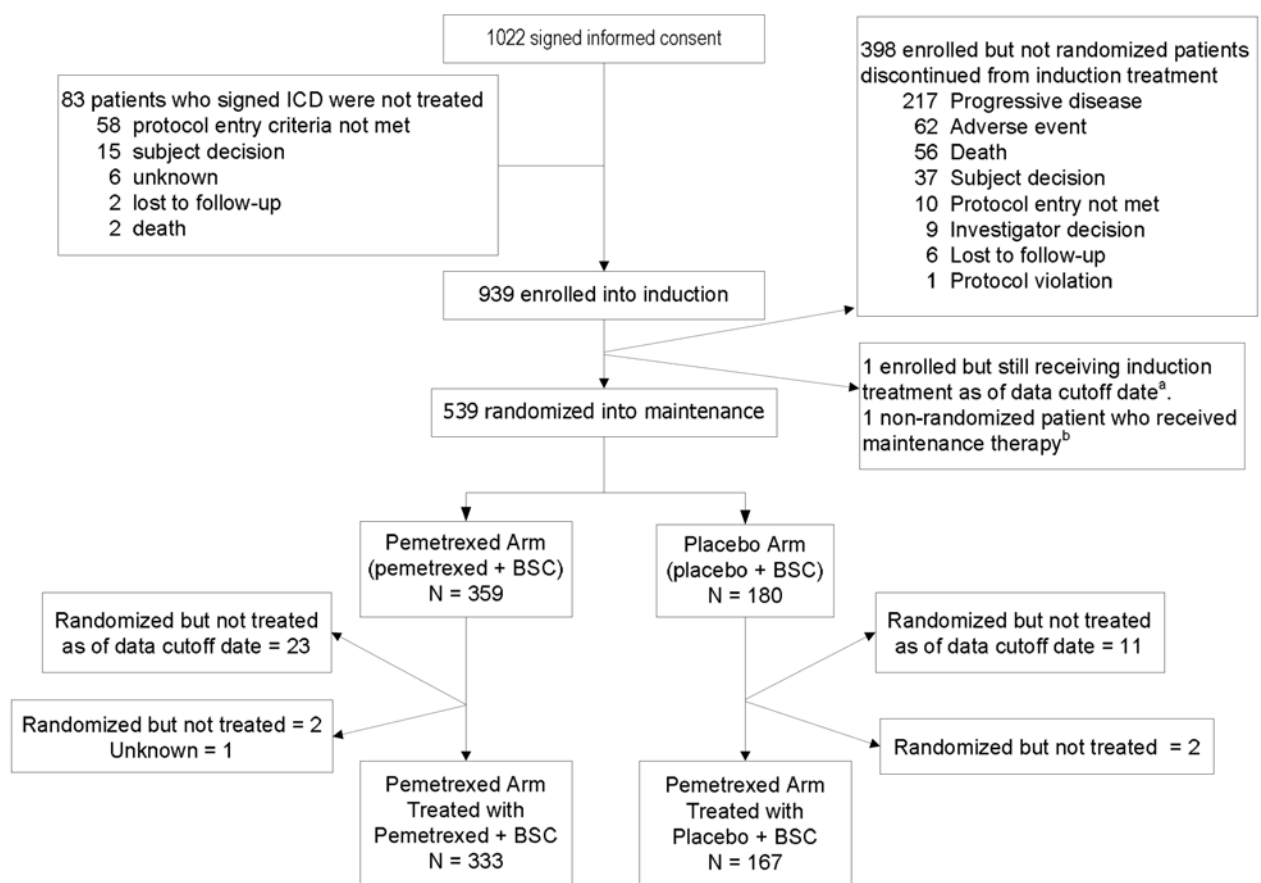 1022 signed informed consent
83 patients who signed ICD were not treated
58 protocol entry criteria not met
15 subject decision
6 unknown
2 lost to follow-up
2 death
398 enrolled but not randomized patients
discontinued from induction treatment
217 Progressive disease
62 Adverse event
56 Death
37 Subject decision
10 Protocol entry not met
9 Investigator decision
6 Lost to follow-up
1 Protocol violation
939 enrolled into induction
1 enrolled but still receiving induction
treatment as of data cutoff dateᵃ.
1 non-randomized patient who received
maintenance therapyᵇ
539 randomized into maintenance
Pemetrexed Arm
(pemetrexed + BSC)
N = 359
Placebo Arm
(placebo + BSC)
N = 180
Randomized but not treated
as of data cutoff date = 23
Randomized but not treated
as of data cutoff date = 11
Randomized but not treated = 2
Unknown = 1
Randomized but not treated = 2
Pemetrexed Arm
Treated with
Pemetrexed + BSC
N = 333
Pemetrexed Arm
Treated with
Placebo + BSC
N = 167